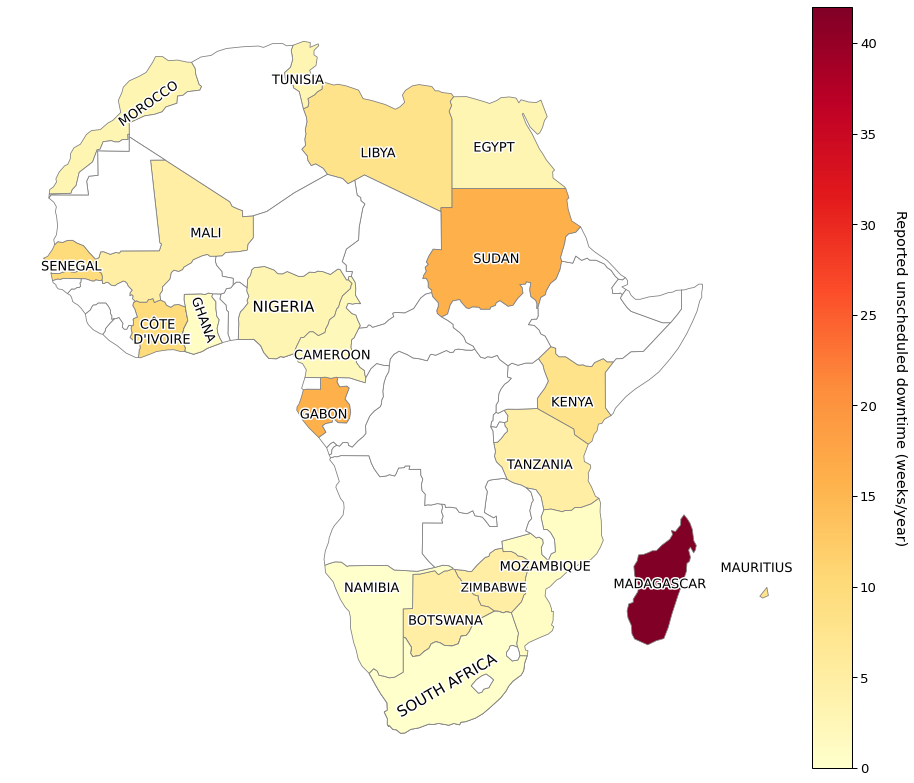 TUNISIA
MOROCCO
LIBYA
EGYPT
MALI
SENEGAL
SUDAN
NIGERIA
GHANA
CÔTE
D'IVOIRE
CAMEROON
GABON
KENYA
TANZANIA
MOZAMBIQUE
MAURITIUS
MADAGASCAR
NAMIBIA
ZIMBABWE
BOTSWANA
SOUTH AFRICA
40
35
30
25
20
15
10
5
0
Reported unscheduled downtime (weeks/year)